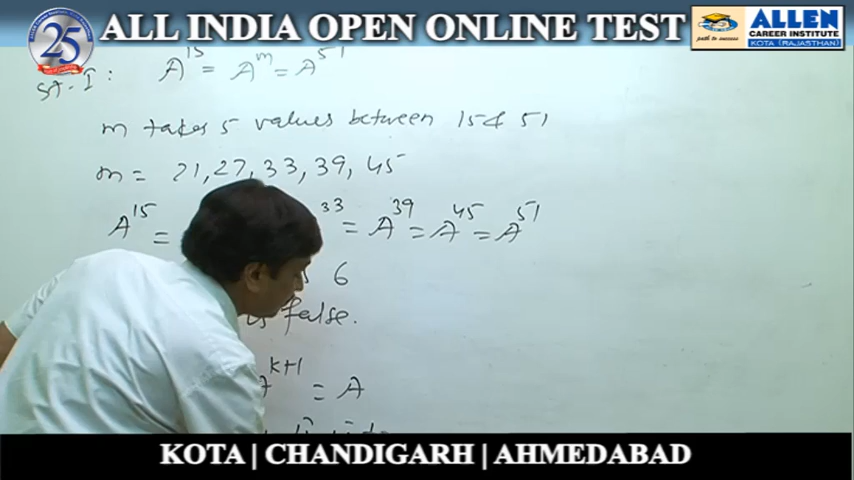 ALL INDIA OPEN ONLINE TEST
25
path to success
ALLEN
CAREER INSTITUTE
KOTA (RAJASTHAN)
St-I: A^15 = A^m = A^51
m takes 5 values between 15 & 51
m = 21, 27, 33, 39, 45
A^15 = ^33 = A^39 = A^45 = A^51
6
is false.
A^k+1 = A
KOTA | CHANDIGARH | AHMEDABAD